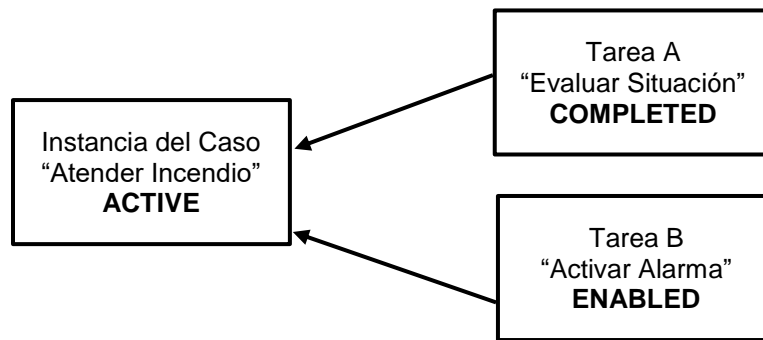 Instancia del Caso
“Atender Incendio”
ACTIVE
Tarea A
“Evaluar Situación”
COMPLETED
Tarea B
“Activar Alarma”
ENABLED